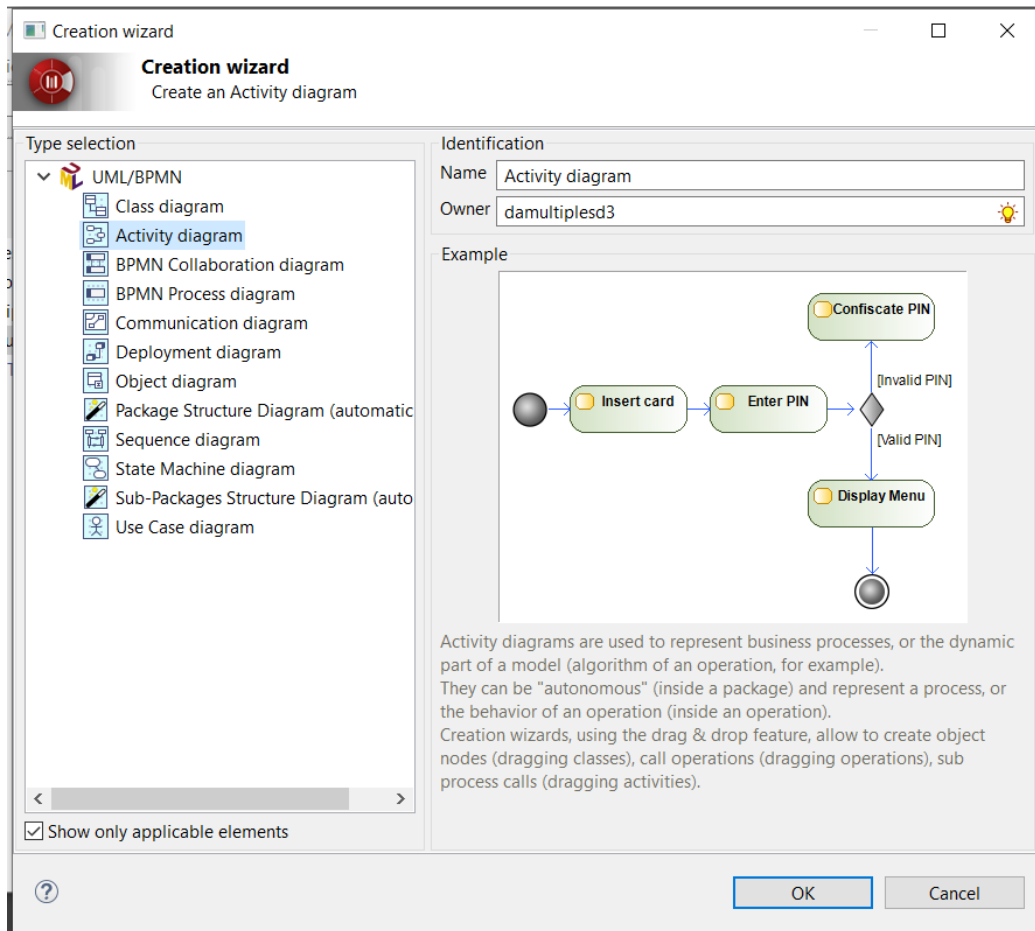 Creation wizard
Creation wizard
Create an Activity diagram
Type selection
UML/BPMN
Class diagram
Activity diagram
BPMN Collaboration diagram
BPMN Process diagram
Communication diagram
Deployment diagram
Object diagram
Package Structure Diagram (automatic
Sequence diagram
State Machine diagram
Sub-Packages Structure Diagram (auto
Use Case diagram
Show only applicable elements
Identification
Name Activity diagram
Owner damultiplesd3
Example
Confiscate PIN
[Invalid PIN]
Insert card
Enter PIN
[Valid PIN]
Display Menu
Activity diagrams are used to represent business processes, or the dynamic
part of a model (algorithm of an operation, for example).
They can be "autonomous" (inside a package) and represent a process, or
the behavior of an operation (inside an operation).
Creation wizards, using the drag & drop feature, allow to create object
nodes (dragging classes), call operations (dragging operations), sub
process calls (dragging activities).
OK
Cancel